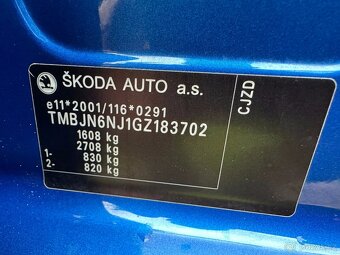 ŠKODA AUTO a.s.
e11*2001/116*0291
TMBJN6NJ1GZ183702
1608 kg
2708 kg
1- 830 kg
2- 820 kg
CJZD